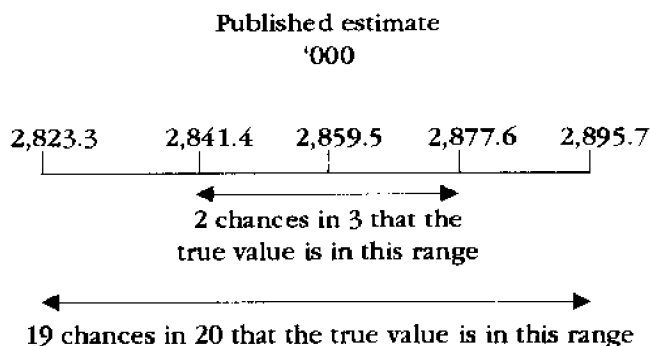 Published estimate
‘000
2,823.3 2,841.4 2,859.5 2,877.6 2,895.7
2 chances in 3 that the
true value is in this range
19 chances in 20 that the true value is in this range